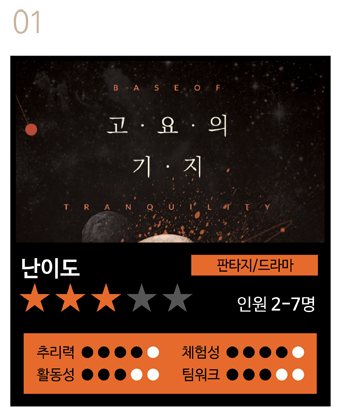 01
BASE OF
고·요·의
기·지
TRANQUILITY
난이도
판타지/드라마
인원 2-7명
추리력 체험성
활동성 팀워크